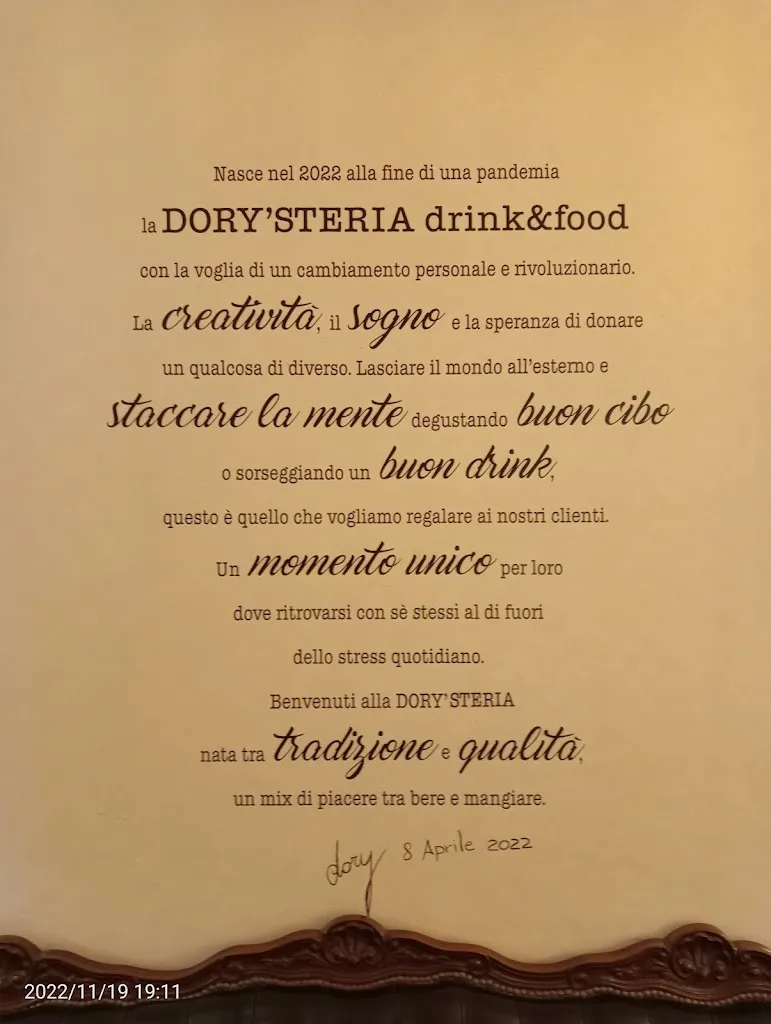 Nasce nel 2022 alla fine di una pandemia
la DORY'STERIA drink&food
con la voglia di un cambiamento personale e rivoluzionario.
La creatività, il sogno e la speranza di donare
un qualcosa di diverso. Lasciare il mondo all'esterno e
staccare la mente degustando buon cibo
o sorseggiando un buon drink,
questo è quello che vogliamo regalare ai nostri clienti.
Un momento unico per loro
dove ritrovarsi con sè stessi al di fuori
dello stress quotidiano.
Benvenuti alla DORY'STERIA
nata tra tradizione e qualità,
un mix di piacere tra bere e mangiare.
dory 8 Aprile 2022
2022/11/19 19:11